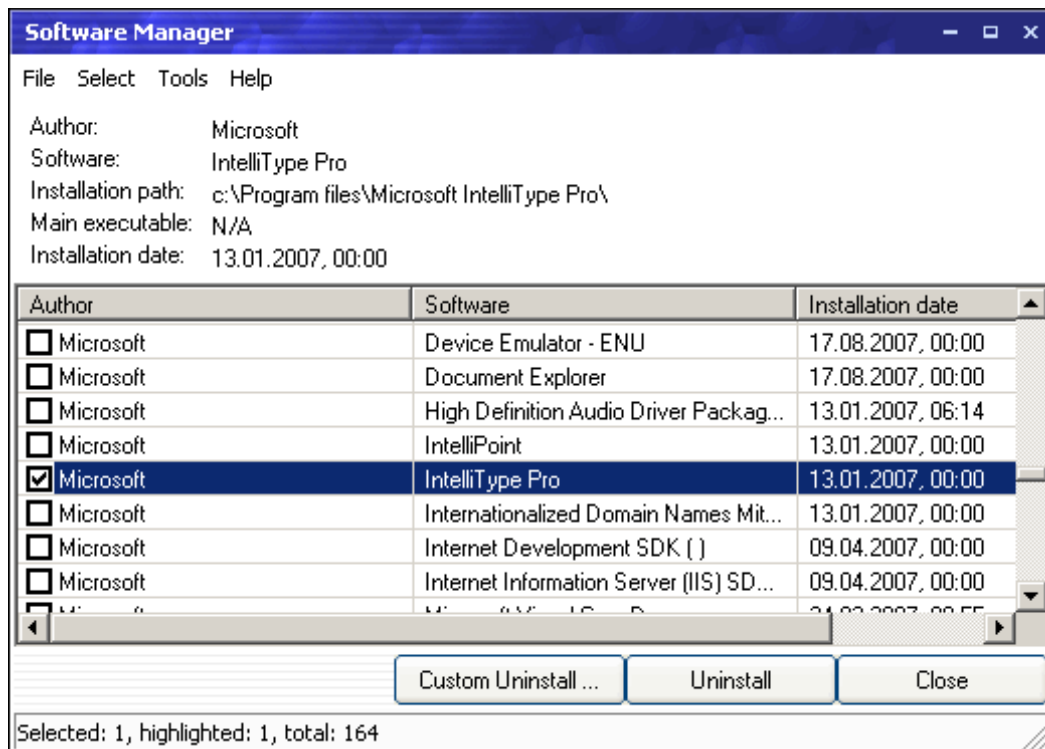 Software Manager
File Select Tools Help
Author: Microsoft
Software: IntelliType Pro
Installation path: c:\Program files\Microsoft IntelliType Pro\
Main executable: N/A
Installation date: 13.01.2007, 00:00
Author Software Installation date
Microsoft Device Emulator - ENU 17.08.2007, 00:00
Microsoft Document Explorer 17.08.2007, 00:00
Microsoft High Definition Audio Driver Packag... 13.01.2007, 06:14
Microsoft IntelliPoint 13.01.2007, 00:00
Microsoft IntelliType Pro 13.01.2007, 00:00
Microsoft Internationalized Domain Names Mit... 13.01.2007, 00:00
Microsoft Internet Development SDK ( ) 09.04.2007, 00:00
Microsoft Internet Information Server (IIS) SD... 09.04.2007, 00:00
Custom Uninstall ... Uninstall Close
Selected: 1, highlighted: 1, total: 164